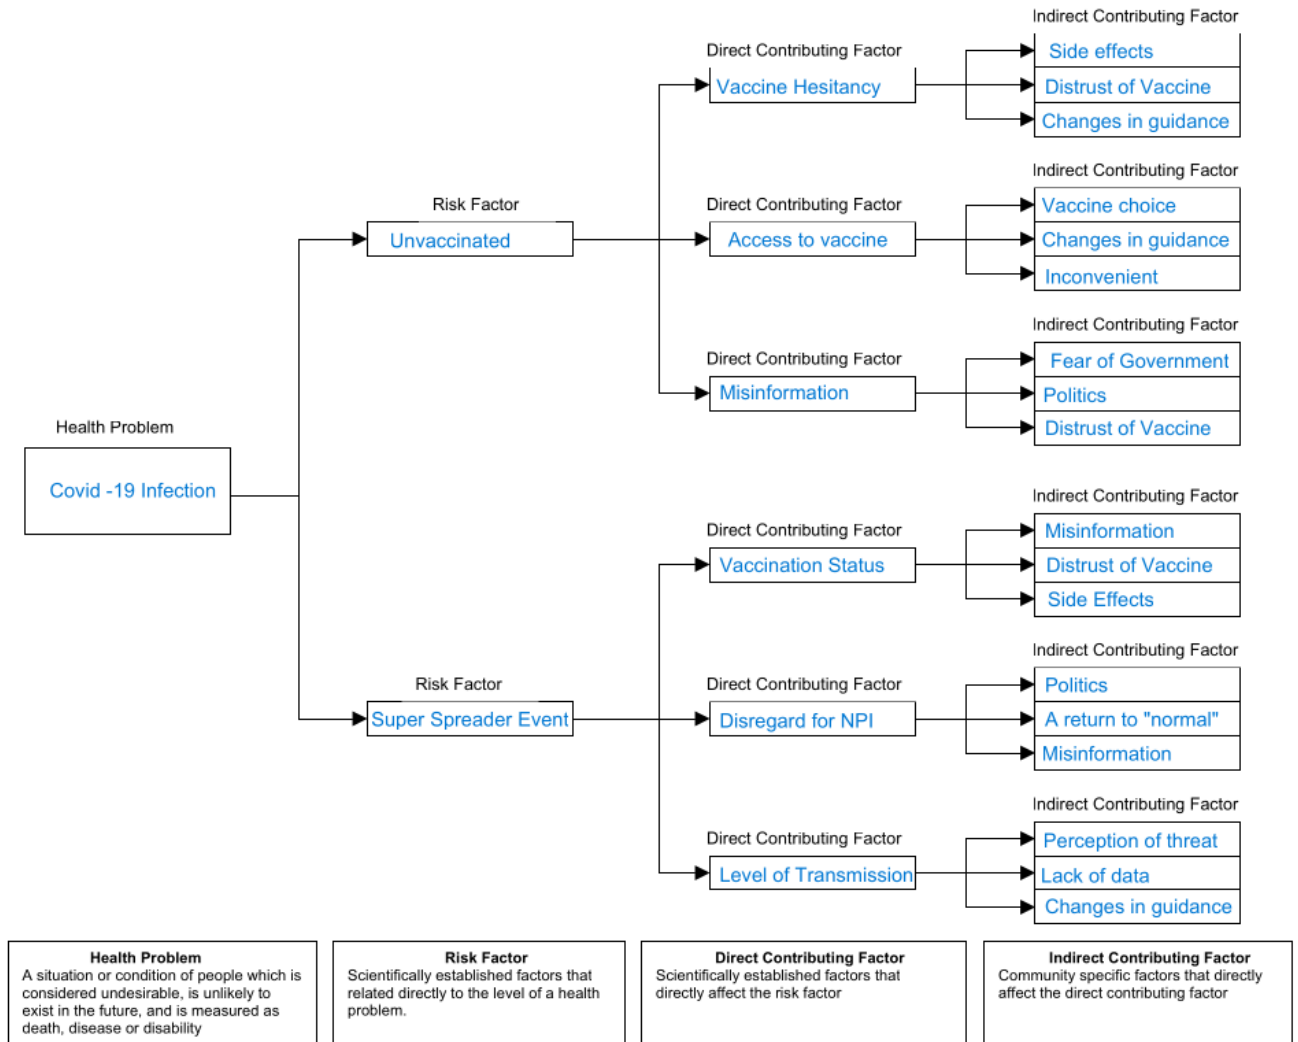 Indirect Contributing Factor
Side effects
Distrust of Vaccine
Changes in guidance
Direct Contributing Factor
Vaccine Hesitancy
Indirect Contributing Factor
Vaccine choice
Changes in guidance
Inconvenient
Risk Factor
Unvaccinated
Direct Contributing Factor
Access to vaccine
Indirect Contributing Factor
Fear of Government
Politics
Distrust of Vaccine
Direct Contributing Factor
Misinformation
Health Problem
Covid -19 Infection
Indirect Contributing Factor
Misinformation
Distrust of Vaccine
Side Effects
Direct Contributing Factor
Vaccination Status
Indirect Contributing Factor
Politics
A return to "normal"
Misinformation
Risk Factor
Super Spreader Event
Direct Contributing Factor
Disregard for NPI
Indirect Contributing Factor
Perception of threat
Lack of data
Changes in guidance
Direct Contributing Factor
Level of Transmission
Health Problem
A situation or condition of people which is
considered undesirable, is unlikely to
exist in the future, and is measured as
death, disease or disability
Risk Factor
Scientifically established factors that
related directly to the level of a health
problem.
Direct Contributing Factor
Scientifically established factors that
directly affect the risk factor
Indirect Contributing Factor
Community specific factors that directly
affect the direct contributing factor